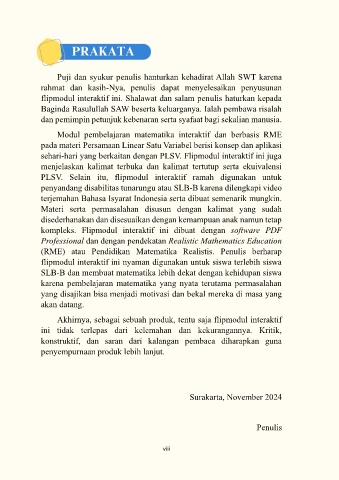 PRAKATA
Puji dan syukur penulis hanturkan kehadirat Allah SWT karena
rahmat dan kasih-Nya, penulis dapat menyelesaikan penyusunan
flipmodul interaktif ini. Shalawat dan salam penulis haturkan kepada
Baginda Rasulullah SAW beserta keluarganya. Ialah pembawa risalah
dan pemimpin petunjuk kebenaran serta syafaat bagi sekalian manusia.
Modul pembelajaran matematika interaktif dan berbasis RME
pada materi Persamaan Linear Satu Variabel berisi konsep dan aplikasi
sehari-hari yang berkaitan dengan PLSV. Flipmodul interaktif ini juga
menjelaskan kalimat terbuka dan kalimat tertutup serta ekuivalensi
PLSV. Selain itu, flipmodul interaktif ramah digunakan untuk
penyandang disabilitas tunarungu atau SLB-B karena dilengkapi video
terjemahan Bahasa Isyarat Indonesia serta dibuat semenarik mungkin.
Materi serta permasalahan disusun dengan kalimat yang sudah
disederhanakan dan disesuaikan dengan kemampuan anak namun tetap
kompleks. Flipmodul interaktif ini dibuat dengan software PDF
Professional dan dengan pendekatan Realistic Mathematics Education
(RME) atau Pendidikan Matematika Realistis. Penulis berharap
flipmodul interaktif ini nyaman digunakan untuk siswa terlebih siswa
SLB-B dan membuat matematika lebih dekat dengan kehidupan siswa
karena pembelajaran matematika yang nyata terutama permasalahan
yang disajikan bisa menjadi motivasi dan bekal mereka di masa yang
akan datang.
Akhirnya, sebagai sebuah produk, tentu saja flipmodul interaktif
ini tidak terlepas dari kelemahan dan kekurangannya. Kritik,
konstruktif, dan saran dari kalangan pembaca diharapkan guna
penyempurnaan produk lebih lanjut.
Surakarta, November 2024
Penulis
viii